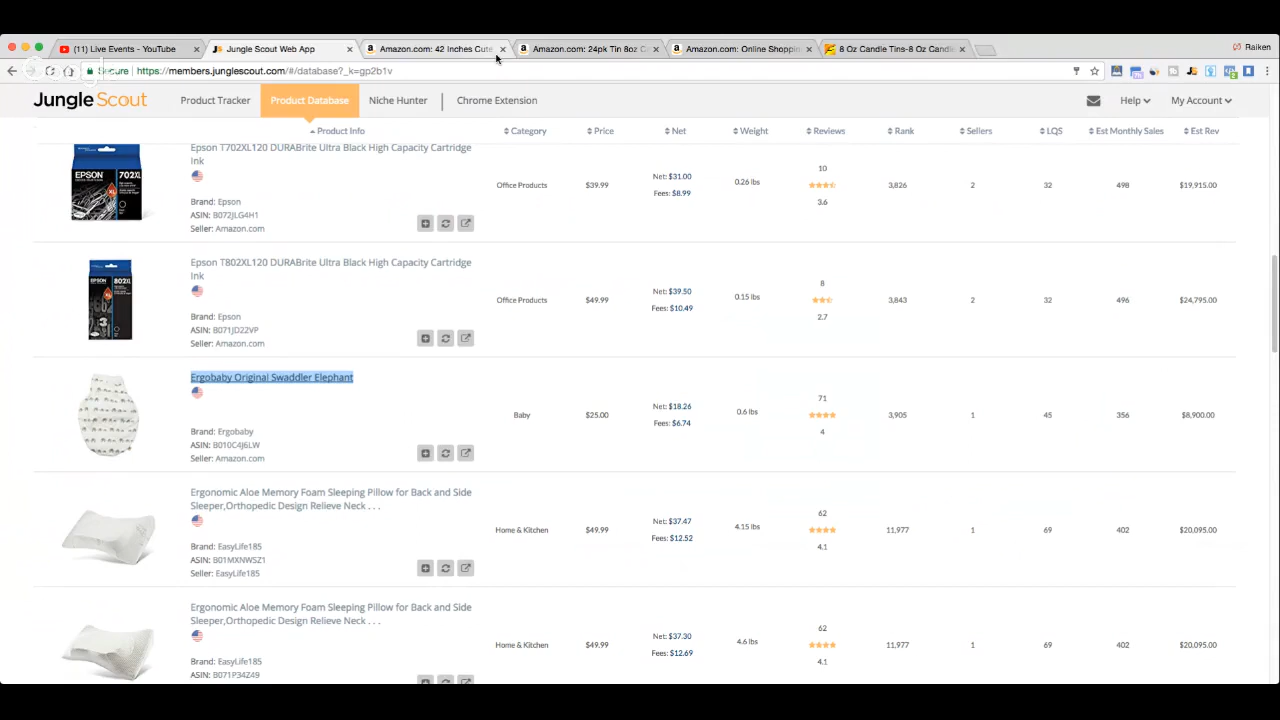 (11) Live Events - YouTube
Jungle Scout Web App
Amazon.com: 42 Inches Cute
Amazon.com: 24pk Tin 8oz C
Amazon.com: Online Shoppin
8 Oz Candle Tins-8 Oz Candle
Raiken
Secure
https://members.junglescout.com/#/database?_k=gp2b1v
Jungle Scout
Product Tracker
Product Database
Niche Hunter
Chrome Extension
Help
My Account
Product Info
Category
Price
Net
Weight
Reviews
Rank
Sellers
LQS
Est Monthly Sales
Est Rev
EPSON
702XL
Epson T702XL120 DURABrite Ultra Black High Capacity Cartridge
Ink
Brand: Epson
ASIN: B072JLG4H1
Seller: Amazon.com
Office Products
$39.99
Net: $31.00
Fees: $8.99
0.26 lbs
10
3.6
3,826
2
32
498
$19,915.00
EPSON
802XL
Epson T802XL120 DURABrite Ultra Black High Capacity Cartridge
Ink
Brand: Epson
ASIN: B071JD22VP
Seller: Amazon.com
Office Products
$49.99
Net: $39.50
Fees: $10.49
0.15 lbs
8
2.7
3,843
2
32
496
$24,795.00
Ergobaby Original Swaddler Elephant
Brand: Ergobaby
ASIN: B010C4J6LW
Seller: Amazon.com
Baby
$25.00
Net: $18.26
Fees: $6.74
0.6 lbs
71
4
3,905
1
45
356
$8,900.00
Ergonomic Aloe Memory Foam Sleeping Pillow for Back and Side
Sleeper,Orthopedic Design Relieve Neck . . .
Brand: EasyLife185
ASIN: B01MXNWSZ1
Seller: EasyLife185
Home & Kitchen
$49.99
Net: $37.47
Fees: $12.52
4.15 lbs
62
4.1
11,977
1
69
402
$20,095.00
Ergonomic Aloe Memory Foam Sleeping Pillow for Back and Side
Sleeper,Orthopedic Design Relieve Neck . . .
Brand: EasyLife185
ASIN: B071P34Z49
Home & Kitchen
$49.99
Net: $37.30
Fees: $12.69
4.6 lbs
62
4.1
11,977
1
69
402
$20,095.00